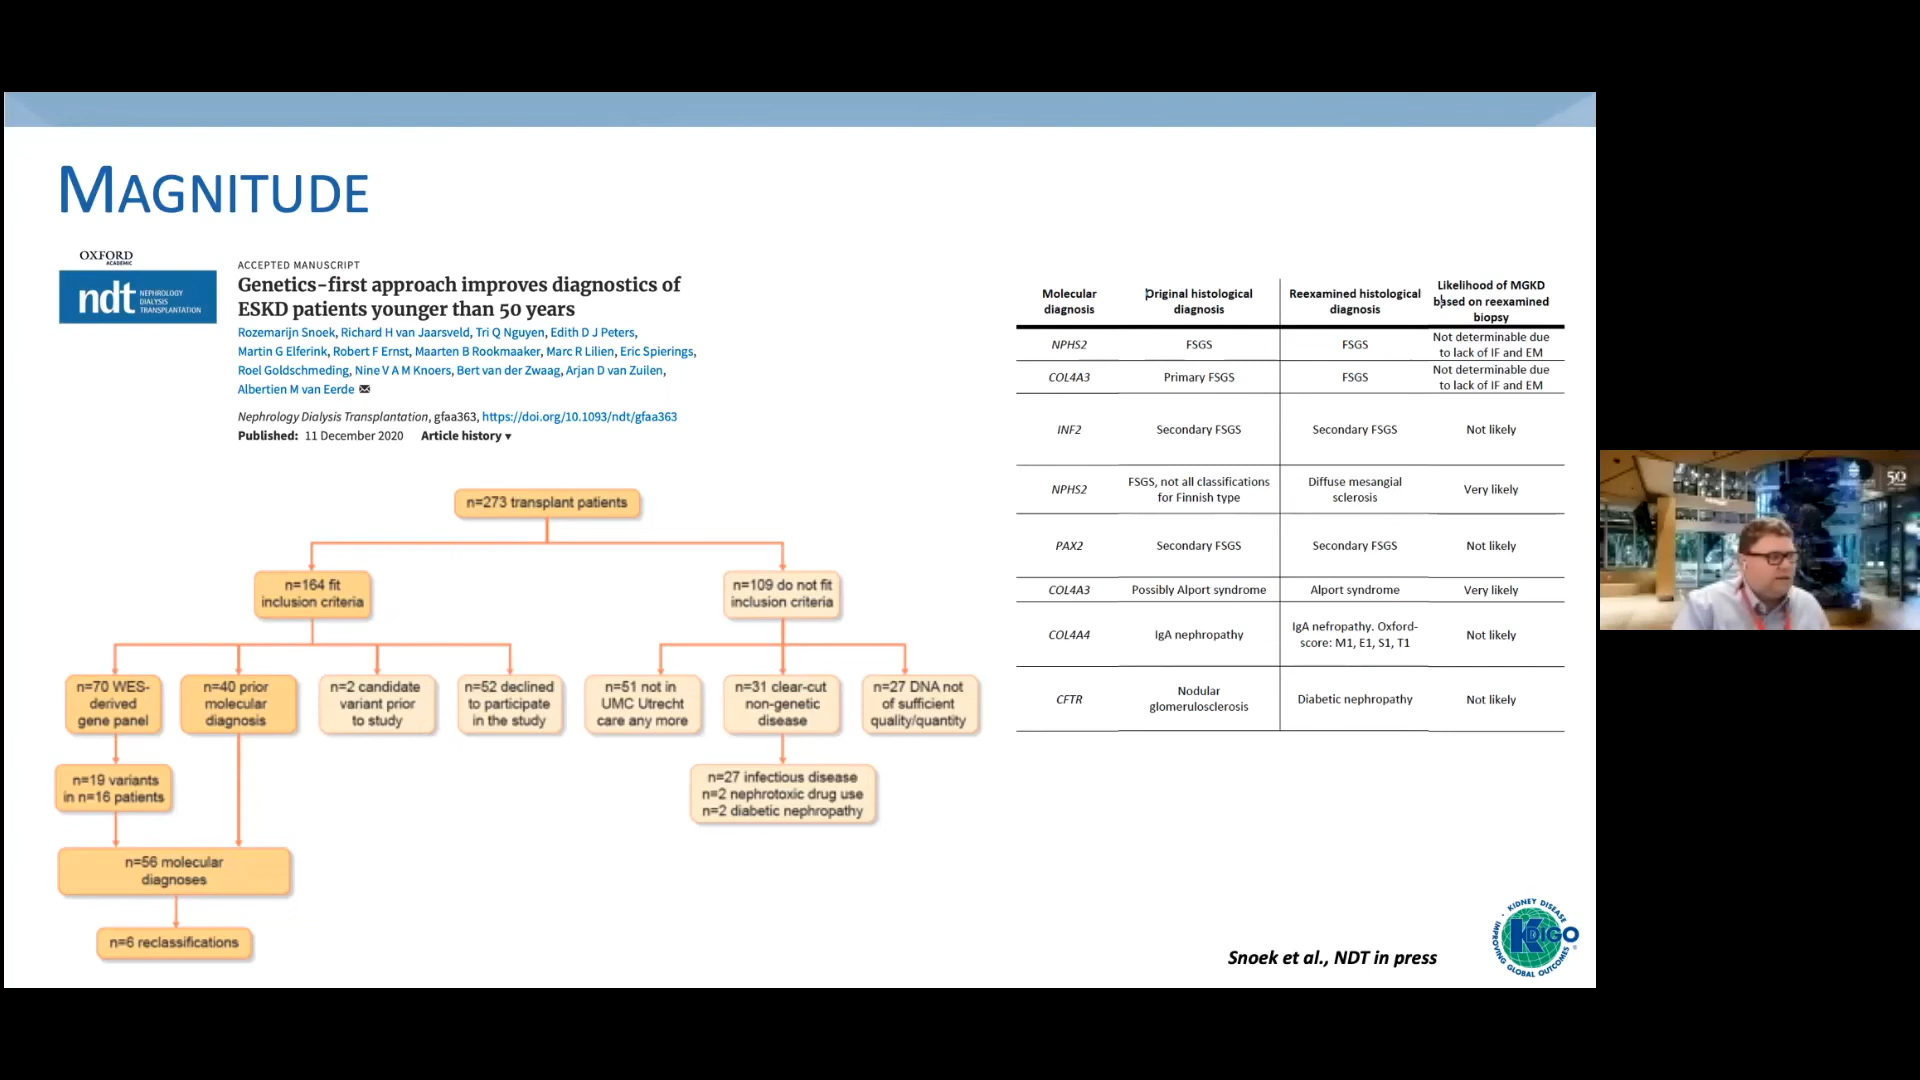 MAGNITUDE
OXFORD
ACADEMIC
ndt NEPHROLOGY
DIALYSIS
TRANSPLANTATION
ACCEPTED MANUSCRIPT
Genetics-first approach improves diagnostics of
ESKD patients younger than 50 years
Rozemarijn Snoek, Richard H van Jaarsveld, Tri Q Nguyen, Edith D J Peters,
Martin G Elferink, Robert F Ernst, Maarten B Rookmaaker, Marc R Lilien, Eric Spierings,
Roel Goldschmeding, Nine V A M Knoers, Bert van der Zwaag, Arjan D van Zuilen,
Albertien M van Eerde
Nephrology Dialysis Transplantation, gfaa363, https://doi.org/10.1093/ndt/gfaa363
Published: 11 December 2020 Article history ▾
n=273 transplant patients
n=164 fit
inclusion criteria
n=109 do not fit
inclusion criteria
n=70 WES-
derived
gene panel
n=40 prior
molecular
diagnosis
n=2 candidate
variant prior
to study
n=52 declined
to participate
in the study
n=51 not in
UMC Utrecht
care any more
n=31 clear-cut
non-genetic
disease
n=27 DNA not
of sufficient
quality/quantity
n=19 variants
in n=16 patients
n=27 infectious disease
n=2 nephrotoxic drug use
n=2 diabetic nephropathy
n=56 molecular
diagnoses
n=6 reclassifications
Molecular
diagnosis
Original histological
diagnosis
Reexamined histological
diagnosis
Likelihood of MGKD
based on reexamined
biopsy
NPHS2 FSGS FSGS Not determinable due
to lack of IF and EM
COL4A3 Primary FSGS FSGS Not determinable due
to lack of IF and EM
INF2 Secondary FSGS Secondary FSGS Not likely
NPHS2 FSGS, not all classifications
for Finnish type
Diffuse mesangial
sclerosis
Very likely
PAX2 Secondary FSGS Secondary FSGS Not likely
COL4A3 Possibly Alport syndrome Alport syndrome Very likely
COL4A4 IgA nephropathy IgA nefropathy. Oxford-
score: M1, E1, S1, T1
Not likely
CFTR Nodular
glomerulosclerosis
Diabetic nephropathy Not likely
Snoek et al., NDT in press
KIDNEY DISEASE
KDIGO
IMPROVING GLOBAL OUTCOMES
50